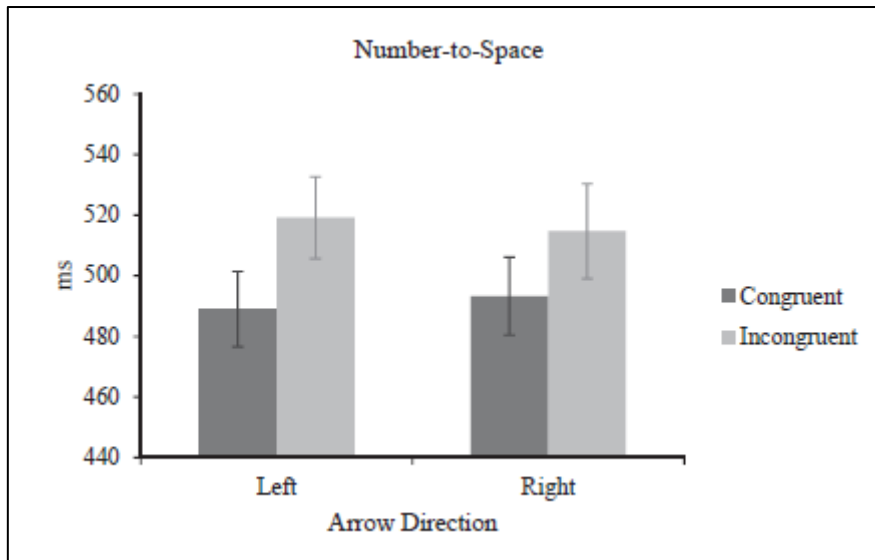 Number-to-Space
560
540
520
500
480
460
440
ms
Left
Right
Arrow Direction
Congruent
Incongruent